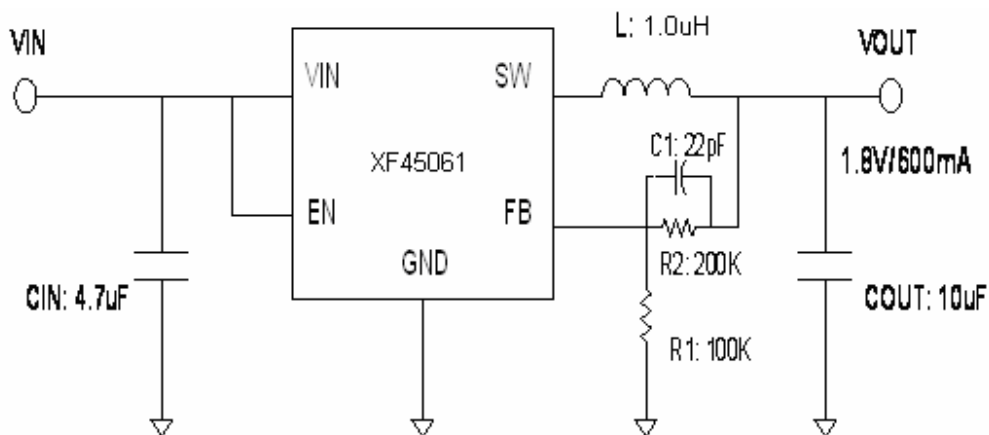 L: 1.0uH
VIN
VOUT
VIN
SW
C1: 22pF
XF45061
1.8V/600mA
EN
FB
GND
R2: 200K
CIN: 4.7uF
COUT: 10uF
R1: 100K